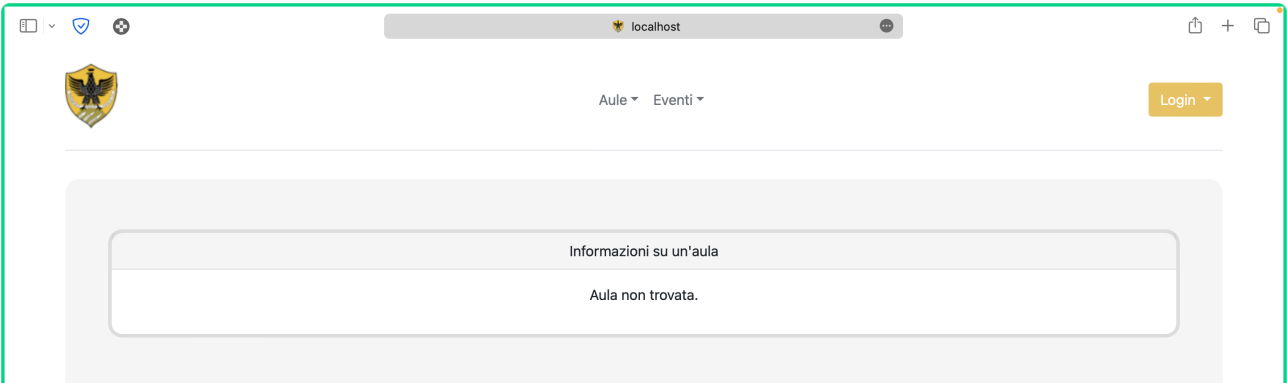 localhost
Aule
Eventi
Login
Informazioni su un'aula
Aula non trovata.